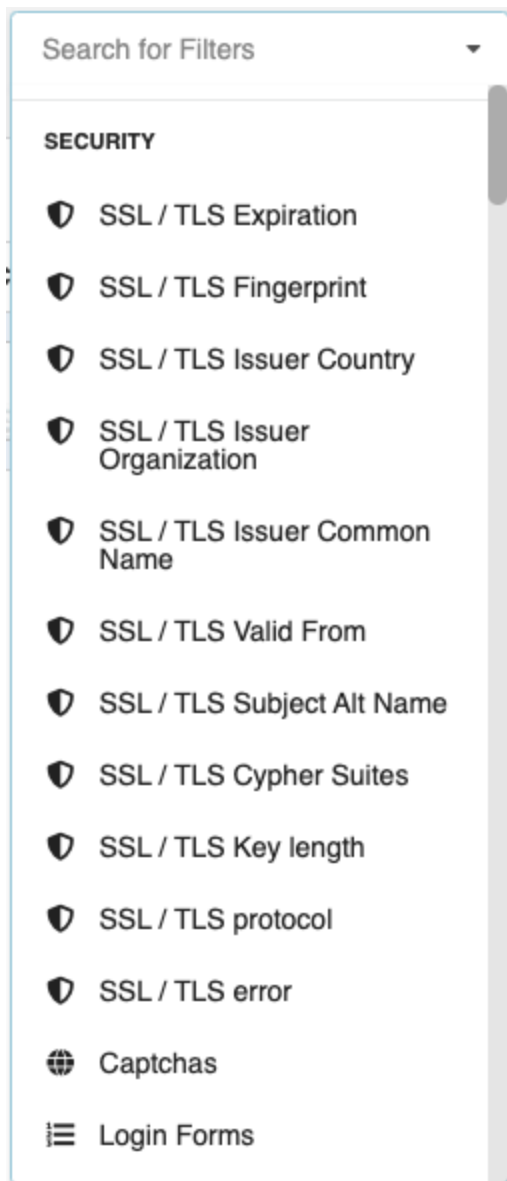 Search for Filters
SECURITY
SSL / TLS Expiration
SSL / TLS Fingerprint
SSL / TLS Issuer Country
SSL / TLS Issuer
Organization
SSL / TLS Issuer Common
Name
SSL / TLS Valid From
SSL / TLS Subject Alt Name
SSL / TLS Cypher Suites
SSL / TLS Key length
SSL / TLS protocol
SSL / TLS error
Captchas
Login Forms